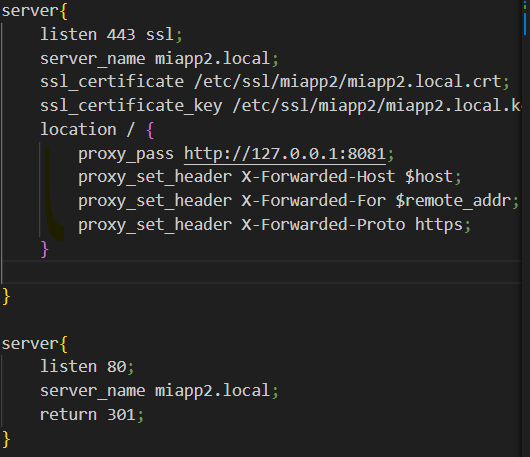 server{
listen 443 ssl;
server_name miapp2.local;
ssl_certificate /etc/ssl/miapp2/miapp2.local.crt;
ssl_certificate_key /etc/ssl/miapp2/miapp2.local.k
location / {
proxy_pass http://127.0.0.1:8081;
proxy_set_header X-Forwarded-Host $host;
proxy_set_header X-Forwarded-For $remote_addr;
proxy_set_header X-Forwarded-Proto https;
}
}
server{
listen 80;
server_name miapp2.local;
return 301;
}